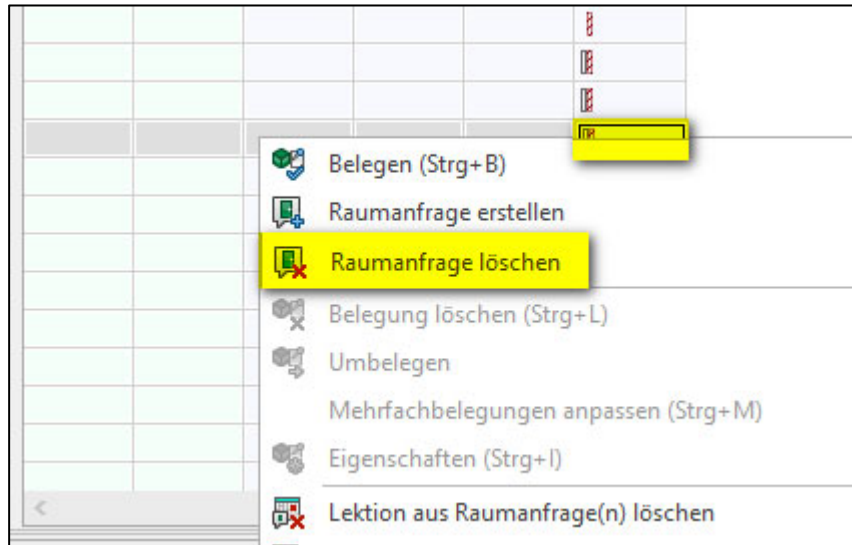 Belegen (Strg+B)
Raumanfrage erstellen
Raumanfrage löschen
Belegung löschen (Strg+L)
Umbelegen
Mehrfachbelegungen anpassen (Strg+M)
Eigenschaften (Strg+I)
Lektion aus Raumanfrage(n) löschen